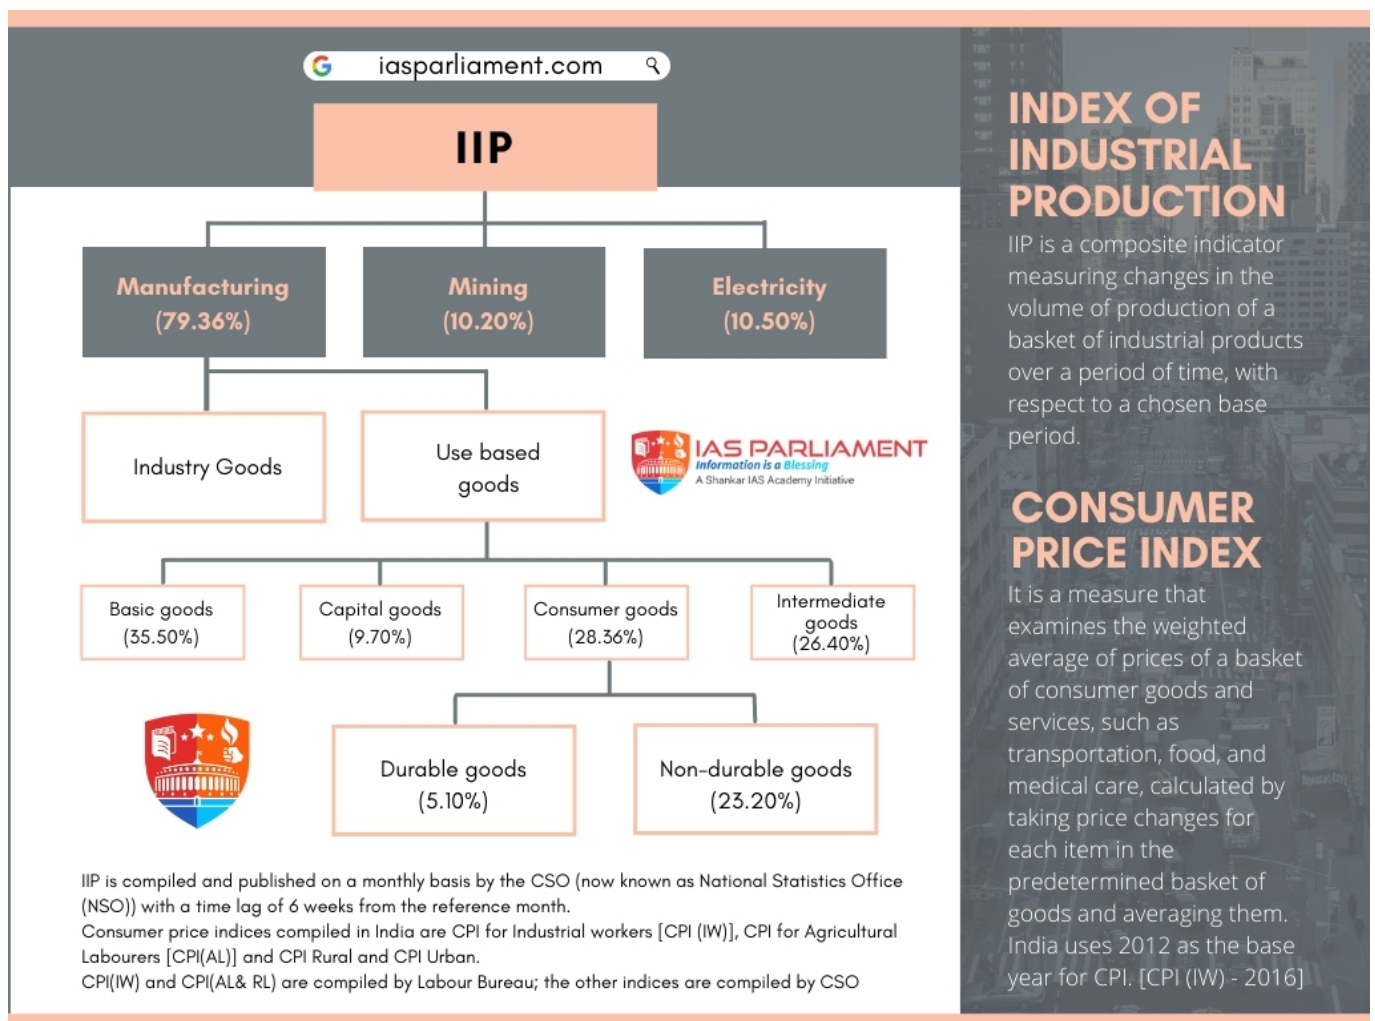 iasparliament.com
IIP
Manufacturing
(79.36%)
Mining
(10.20%)
Electricity
(10.50%)
Industry Goods
Use based
goods
IAS PARLIAMENT
Information is a Blessing
A Shankar IAS Academy Initiative
Basic goods
(35.50%)
Capital goods
(9.70%)
Consumer goods
(28.36%)
Intermediate
goods
(26.40%)
Durable goods
(5.10%)
Non-durable goods
(23.20%)
IIP is compiled and published on a monthly basis by the CSO (now known as National Statistics Office
(NSO)) with a time lag of 6 weeks from the reference month.
Consumer price indices compiled in India are CPI for Industrial workers [CPI (IW)], CPI for Agricultural
Labourers [CPI(AL)] and CPI Rural and CPI Urban.
CPI(IW) and CPI(AL& RL) are compiled by Labour Bureau; the other indices are compiled by CSO
INDEX OF
INDUSTRIAL
PRODUCTION
IIP is a composite indicator
measuring changes in the
volume of production of a
basket of industrial products
over a period of time, with
respect to a chosen base
period.
CONSUMER
PRICE INDEX
It is a measure that
examines the weighted
average of prices of a basket
of consumer goods and
services, such as
transportation, food, and
medical care, calculated by
taking price changes for
each item in the
predetermined basket of
goods and averaging them.
India uses 2012 as the base
year for CPI. [CPI (IW) - 2016]